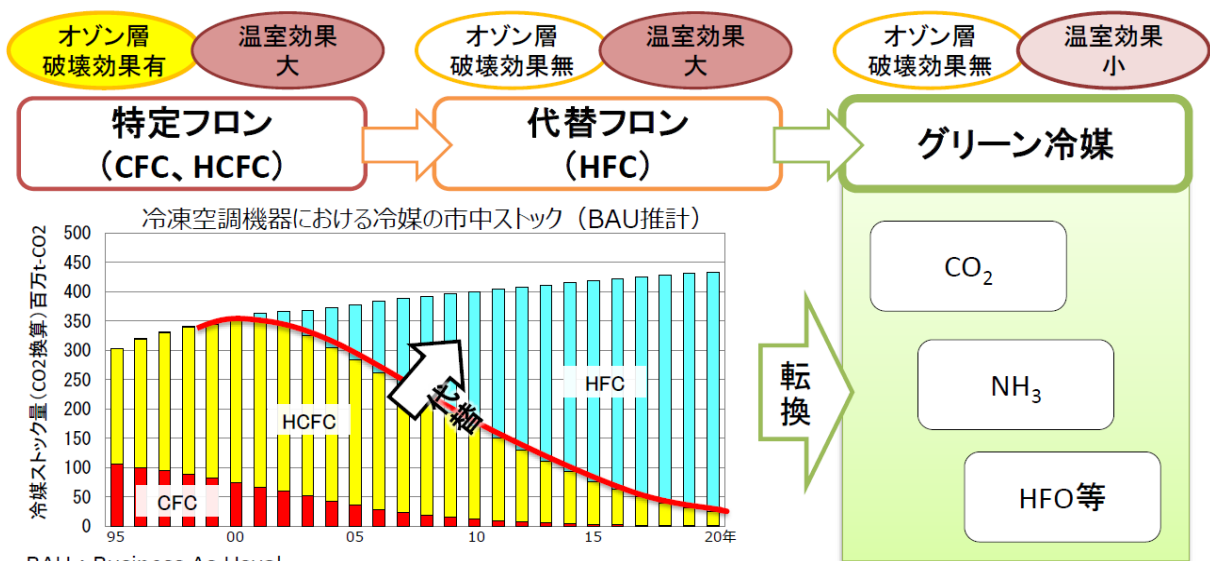 オゾン層
破壊効果有
温室効果
大
オゾン層
破壊効果無
温室効果
大
オゾン層
破壊効果無
温室効果
小
特定フロン
(CFC、HCFC)
代替フロン
(HFC)
グリーン冷媒
冷凍空調機器における冷媒の市中ストック（BAU推計）
冷媒ストック量(CO2換算)百万t-CO2
500
450
400
350
300
250
200
150
100
50
0
HFC
代替
HCFC
CFC
95
00
05
10
15
20年
転換
CO₂
NH₃
HFO等
BAU：Business As Usual